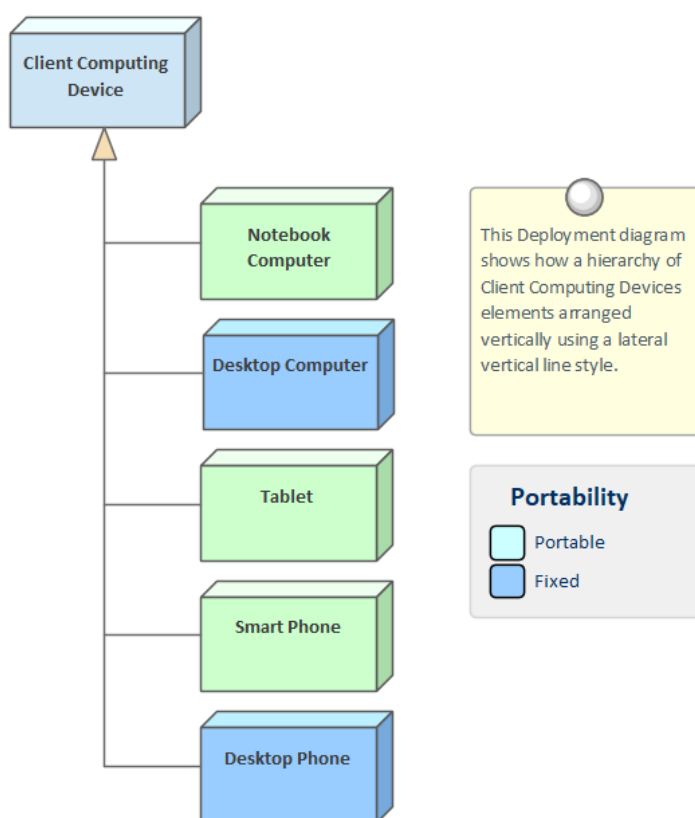 Client Computing
Device
Notebook
Computer
Desktop Computer
Tablet
Smart Phone
Desktop Phone
This Deployment diagram
shows how a hierarchy of
Client Computing Devices
elements arranged
vertically using a lateral
vertical line style.
Portability
Portable
Fixed